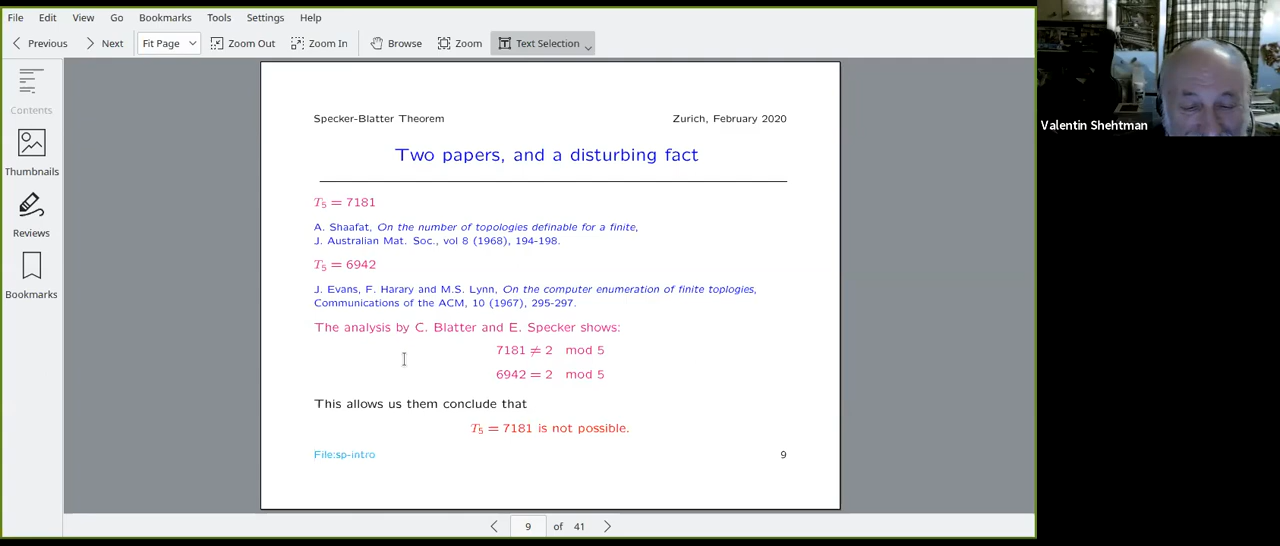 File Edit View Go Bookmarks Tools Settings Help
Previous Next Fit Page Zoom Out Zoom In Browse Zoom Text Selection
Contents
Thumbnails
Reviews
Bookmarks
Specker-Blatter Theorem Zurich, February 2020
Two papers, and a disturbing fact
T₅ = 7181
A. Shaafat, On the number of topologies definable for a finite,
J. Australian Mat. Soc., vol 8 (1968), 194-198.
T₅ = 6942
J. Evans, F. Harary and M.S. Lynn, On the computer enumeration of finite toplogies,
Communications of the ACM, 10 (1967), 295-297.
The analysis by C. Blatter and E. Specker shows:
7181 ≠ 2 mod 5
6942 = 2 mod 5
This allows us them conclude that
T₅ = 7181 is not possible.
File:sp-intro 9
9 of 41
Valentin Shehtman